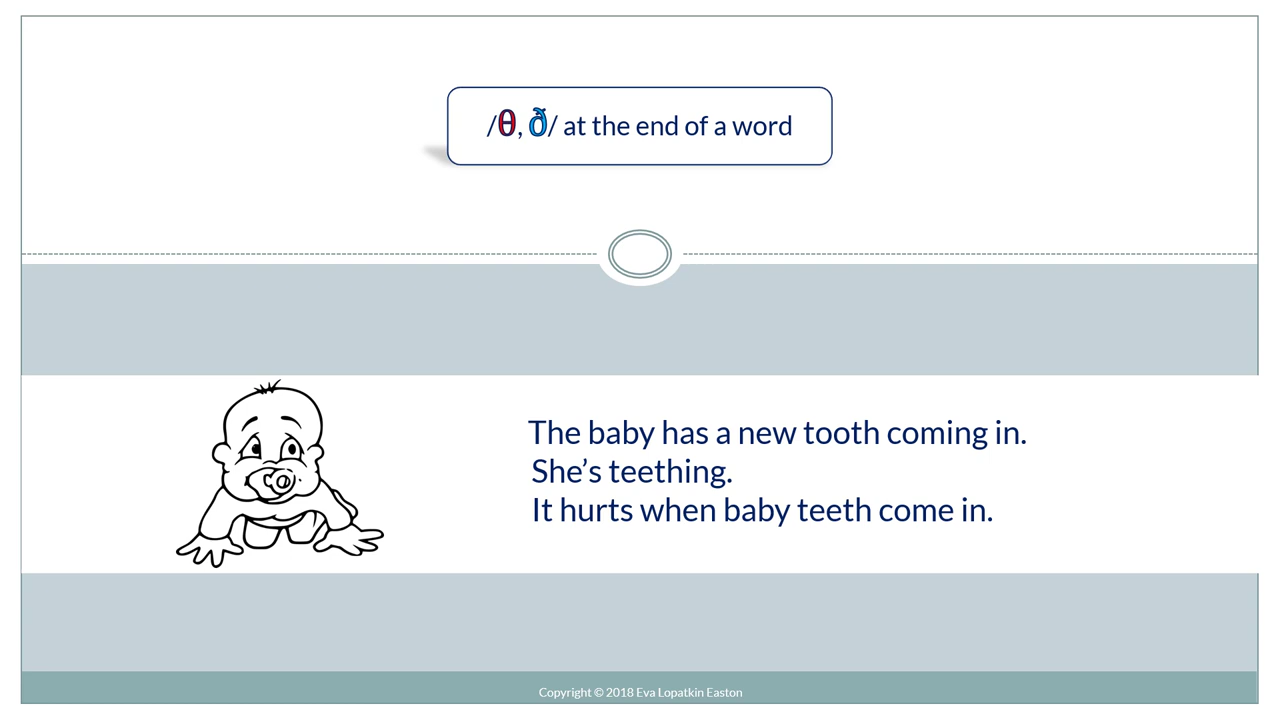 /θ, ð/ at the end of a word
The baby has a new tooth coming in.
She’s teething.
It hurts when baby teeth come in.
Copyright © 2018 Eva Lopatkin Easton